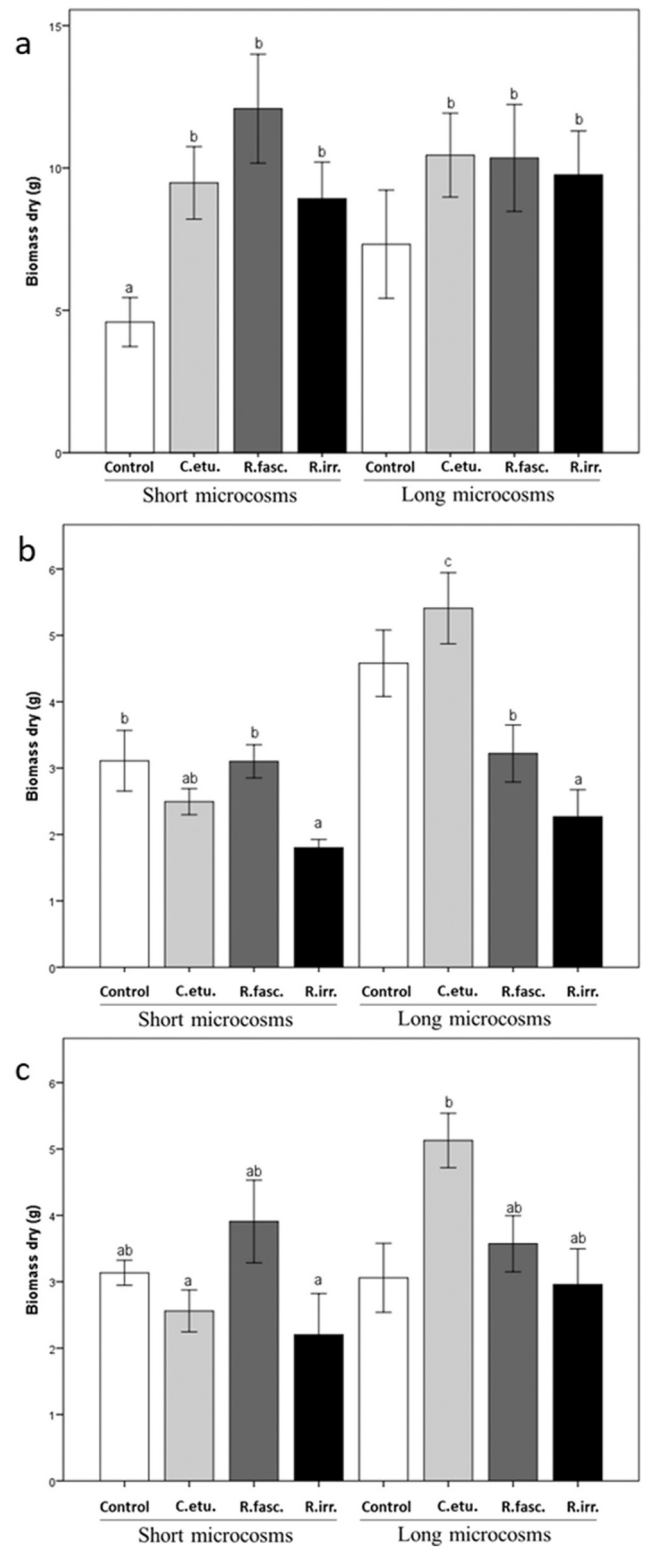 a
Biomass dry (g)
15
10
5
0
a
b
b
b
b
b
b
Control C.etu. R.fasc. R.irr. Control C.etu. R.fasc. R.irr.
Short microcosms Long microcosms
b
Biomass dry (g)
6
5
4
3
2
1
0
b
ab
b
a
c
b
a
Control C.etu. R.fasc. R.irr. Control C.etu. R.fasc. R.irr.
Short microcosms Long microcosms
c
Biomass dry (g)
6
5
4
3
2
1
0
ab
a
ab
a
b
ab
ab
Control C.etu. R.fasc. R.irr. Control C.etu. R.fasc. R.irr.
Short microcosms Long microcosms